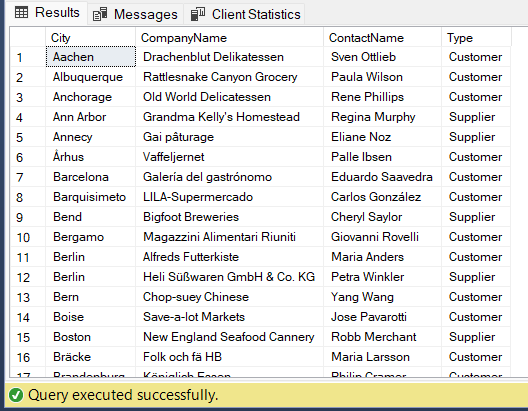 Results Messages Client Statistics
City CompanyName ContactName Type
1 Aachen Drachenblut Delikatessen Sven Ottlieb Customer
2 Albuquerque Rattlesnake Canyon Grocery Paula Wilson Customer
3 Anchorage Old World Delicatessen Rene Phillips Customer
4 Ann Arbor Grandma Kelly's Homestead Regina Murphy Supplier
5 Annecy Gai pâturage Eliane Noz Supplier
6 Århus Vaffeljernet Palle Ibsen Customer
7 Barcelona Galería del gastrónomo Eduardo Saavedra Customer
8 Barquisimeto LILA-Supermercado Carlos González Customer
9 Bend Bigfoot Breweries Cheryl Saylor Supplier
10 Bergamo Magazzini Alimentari Riuniti Giovanni Rovelli Customer
11 Berlin Alfreds Futterkiste Maria Anders Customer
12 Berlin Heli Süßwaren GmbH & Co. KG Petra Winkler Supplier
13 Bern Chop-suey Chinese Yang Wang Customer
14 Boise Save-a-lot Markets Jose Pavarotti Customer
15 Boston New England Seafood Cannery Robb Merchant Supplier
16 Bräcke Folk och fä HB Maria Larsson Customer
17 Brandenburg Königlich Essen Philip Cramer Customer
Query executed successfully.